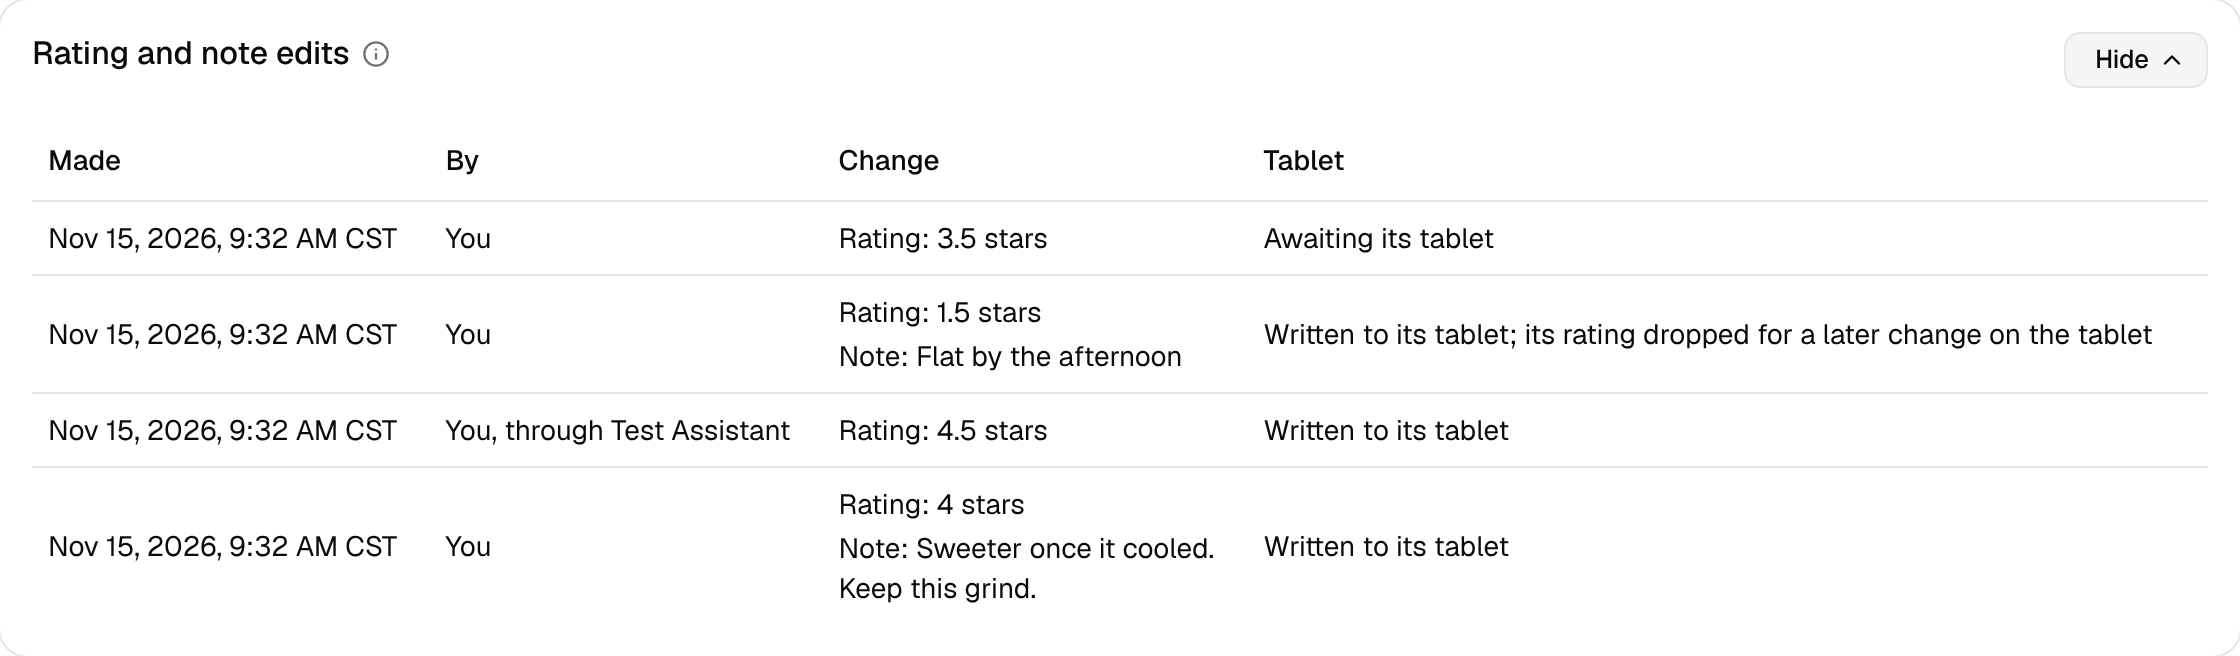 Rating and note edits
Hide
Made By Change Tablet
Nov 15, 2026, 9:32 AM CST You Rating: 3.5 stars Awaiting its tablet
Rating: 1.5 stars
Nov 15, 2026, 9:32 AM CST You Written to its tablet; its rating dropped for a later change on the tablet
Note: Flat by the afternoon
Nov 15, 2026, 9:32 AM CST You, through Test Assistant Rating: 4.5 stars Written to its tablet
Rating: 4 stars
Nov 15, 2026, 9:32 AM CST You Note: Sweeter once it cooled. Written to its tablet
Keep this grind.